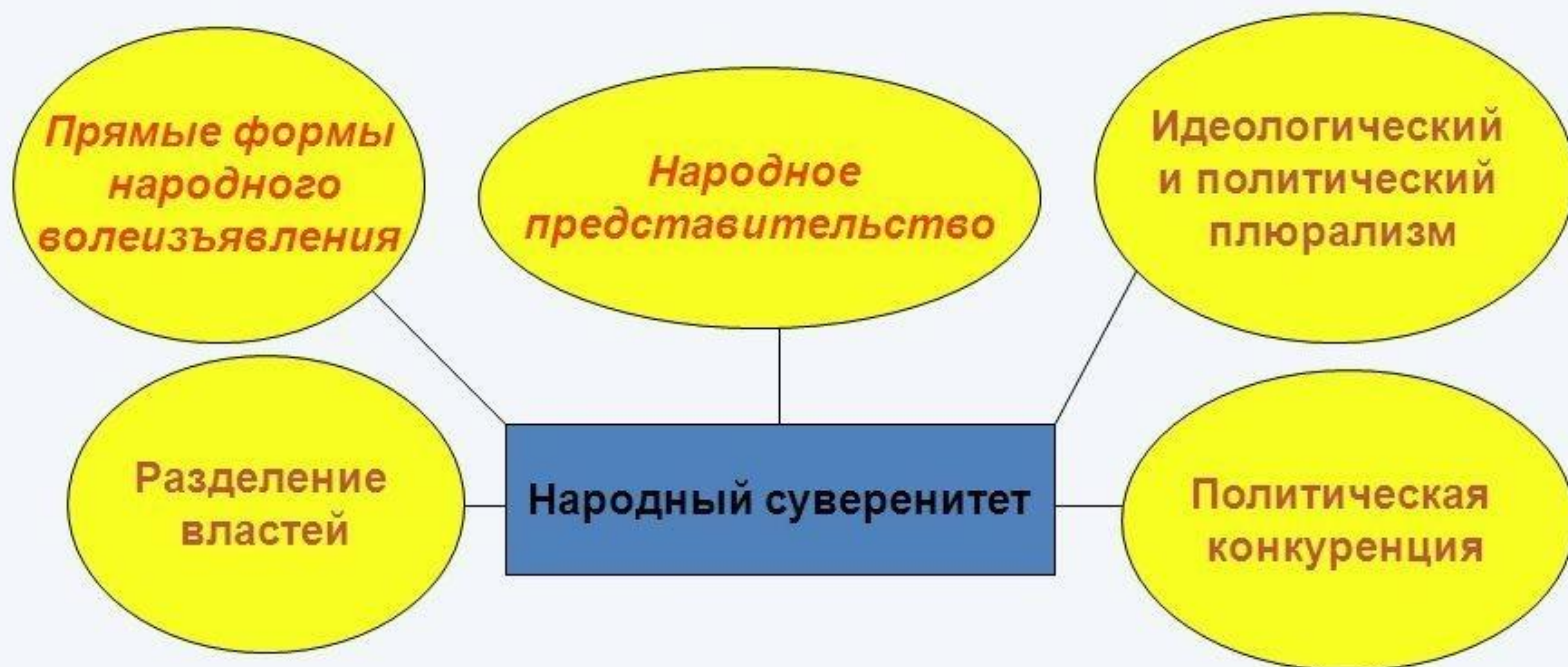 Прямые формы
народного
волеизъявления
Народное
представительство
Идеологический
и политический
плюрализм
Разделение
властей
Народный суверенитет
Политическая
конкуренция